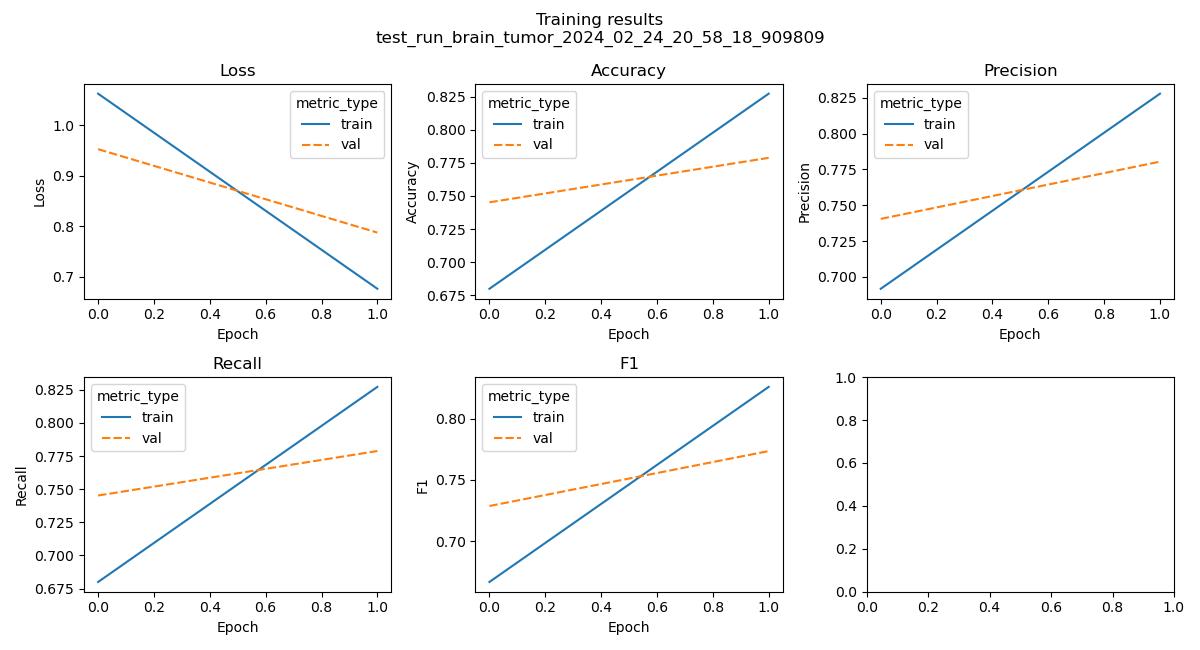 Training results
test_run_brain_tumor_2024_02_24_20_58_18_909809
Loss
metric_type
train
val
1.0
0.9
0.8
0.7
Loss
0.0 0.2 0.4 0.6 0.8 1.0
Epoch
Accuracy
metric_type
train
val
0.825
0.800
0.775
0.750
0.725
0.700
0.675
Accuracy
0.0 0.2 0.4 0.6 0.8 1.0
Epoch
Precision
metric_type
train
val
0.825
0.800
0.775
0.750
0.725
0.700
Precision
0.0 0.2 0.4 0.6 0.8 1.0
Epoch
Recall
metric_type
train
val
0.825
0.800
0.775
0.750
0.725
0.700
0.675
Recall
0.0 0.2 0.4 0.6 0.8 1.0
Epoch
F1
metric_type
train
val
0.80
0.75
0.70
F1
0.0 0.2 0.4 0.6 0.8 1.0
Epoch
1.0
0.8
0.6
0.4
0.2
0.0
0.0 0.2 0.4 0.6 0.8 1.0